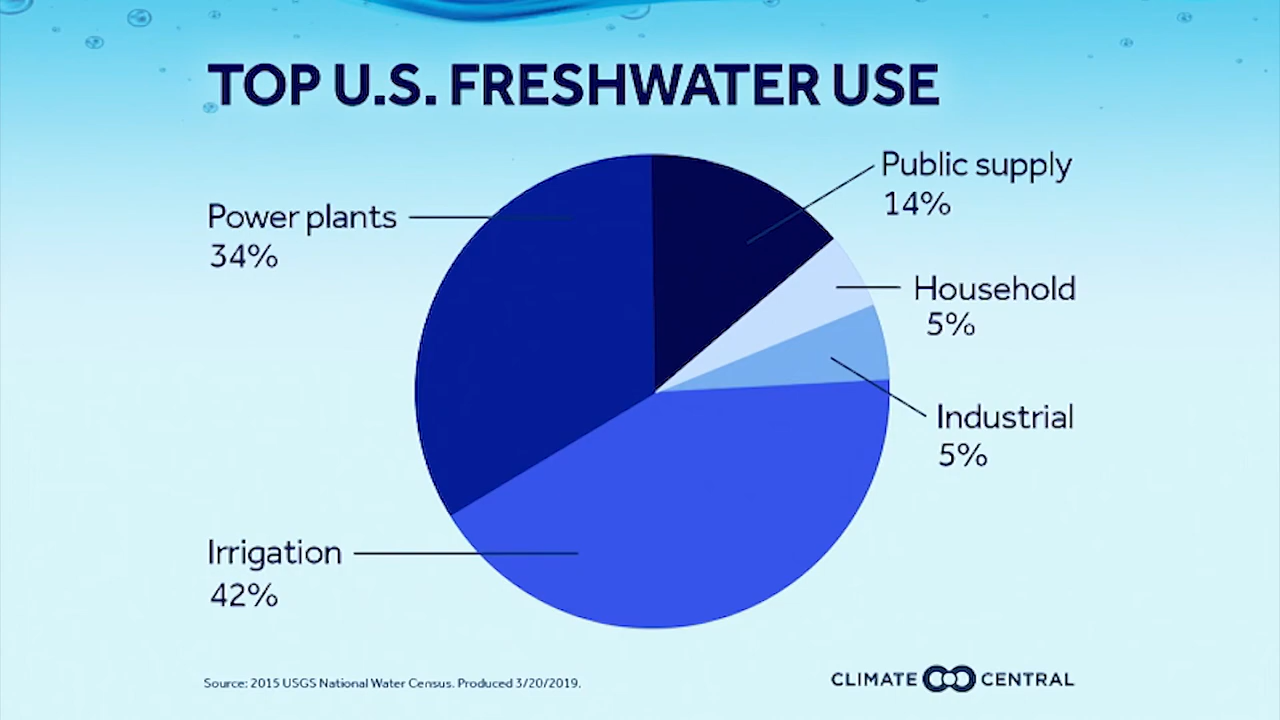 TOP U.S. FRESHWATER USE
Public supply
14%
Power plants
34%
Household
5%
Industrial
5%
Irrigation
42%
Source: 2015 USGS National Water Census. Produced 3/20/2019.
CLIMATE CENTRAL